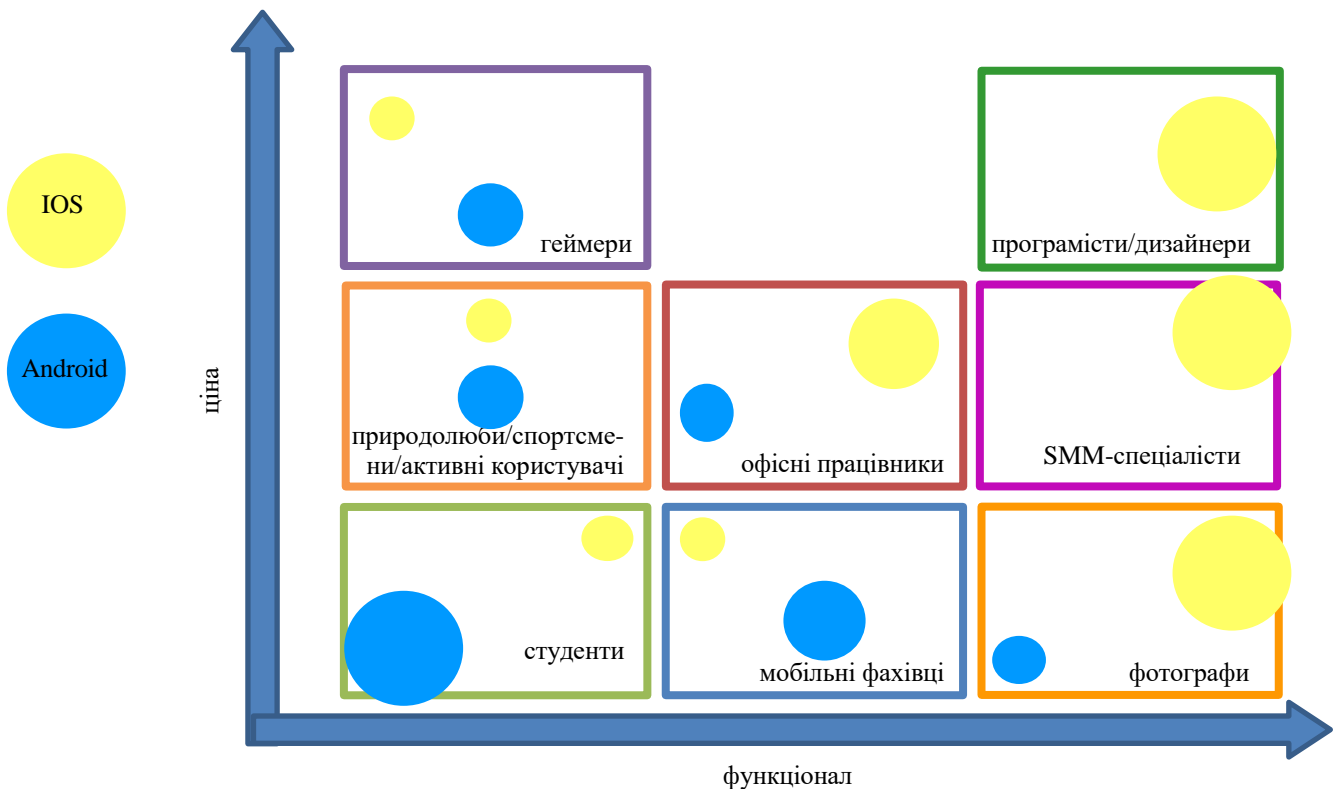 IOS
Android
ціна
геймери
програмісти/дизайнери
природолюби/спортсме-
ни/активні користувачі
офісні працівники
SMM-спеціалісти
студенти
мобільні фахівці
фотографи
функціонал